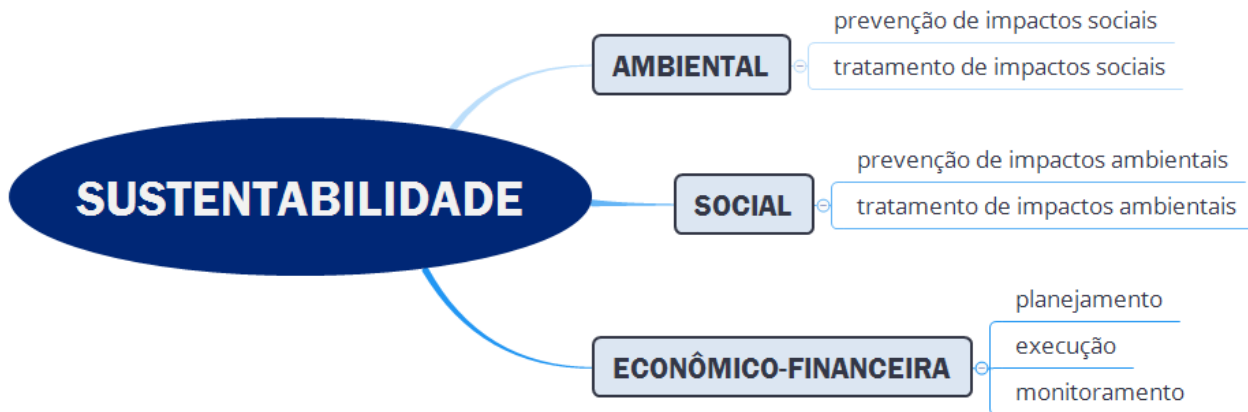 SUSTENTABILIDADE
AMBIENTAL
prevenção de impactos sociais
tratamento de impactos sociais
SOCIAL
prevenção de impactos ambientais
tratamento de impactos ambientais
ECONÔMICO-FINANCEIRA
planejamento
execução
monitoramento